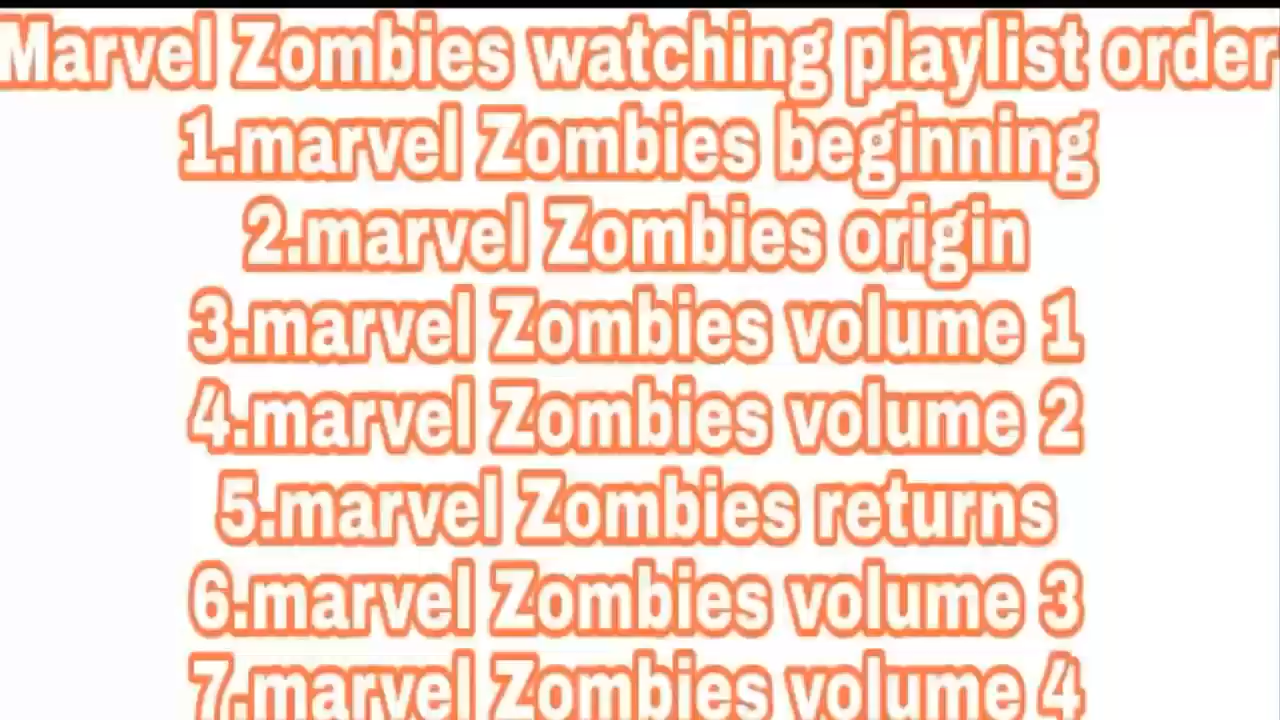 Marvel Zombies watching playlist order
1.marvel Zombies beginning
2.marvel Zombies origin
3.marvel Zombies volume 1
4.marvel Zombies volume 2
5.marvel Zombies returns
6.marvel Zombies volume 3
7.marvel Zombies volume 4